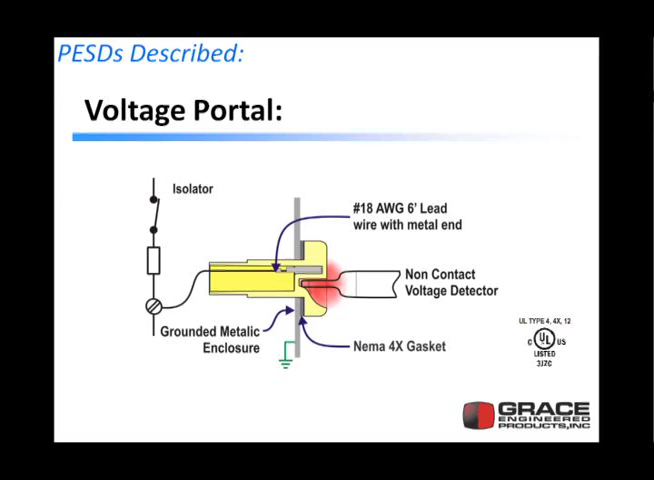 PESDs Described:
Voltage Portal:
Isolator
#18 AWG 6' Lead
wire with metal end
Non Contact
Voltage Detector
Grounded Metalic
Enclosure
Nema 4X Gasket
UL TYPE 4, 4X, 12
C UL US
LISTED
3JZC
GRACE
ENGINEERED
PRODUCTS,INC